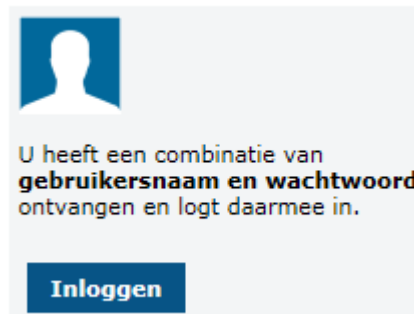 U heeft een combinatie van
gebruikersnaam en wachtwoord
ontvangen en logt daarmee in.
Inloggen